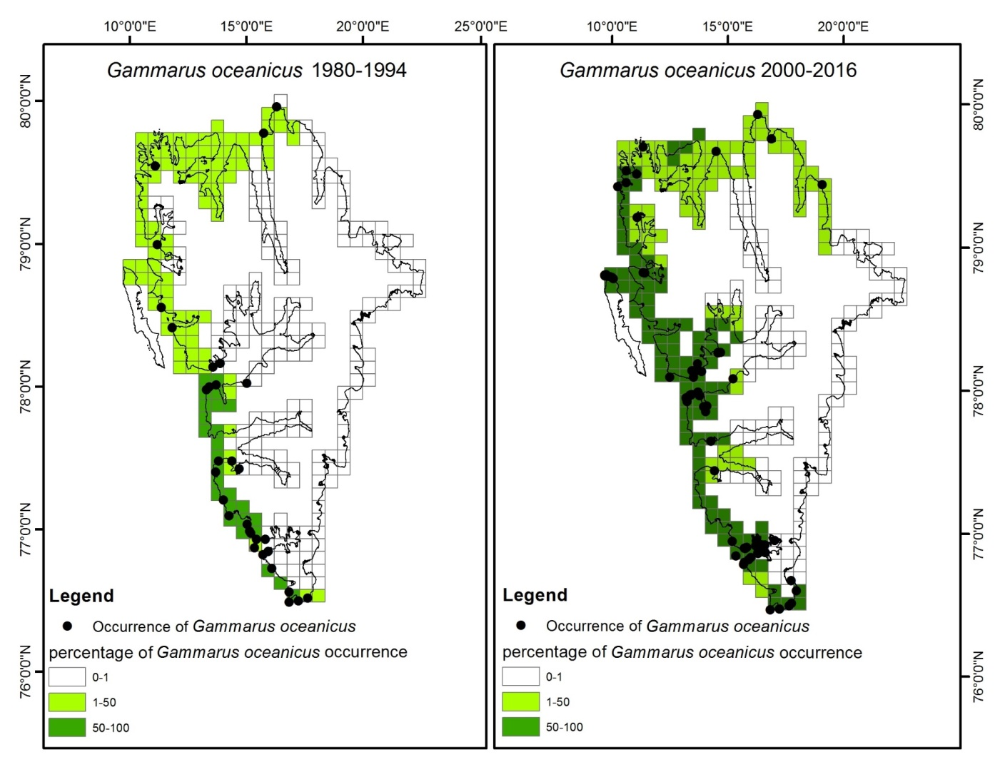 10°0'0"E 15°0'0"E 20°0'0"E 25°0'0"E
10°0'0"E 15°0'0"E 20°0'0"E
Gammarus oceanicus 1980-1994
Gammarus oceanicus 2000-2016
80°0'0"N
79°0'0"N
78°0'0"N
77°0'0"N
76°0'0"N
80°0'0"N
79°0'0"N
78°0'0"N
77°0'0"N
76°0'0"N
Legend
Occurrence of Gammarus oceanicus
percentage of Gammarus oceanicus occurrence
0-1
1-50
50-100
Legend
Occurrence of Gammarus oceanicus
percentage of Gammarus oceanicus occurrence
0-1
1-50
50-100